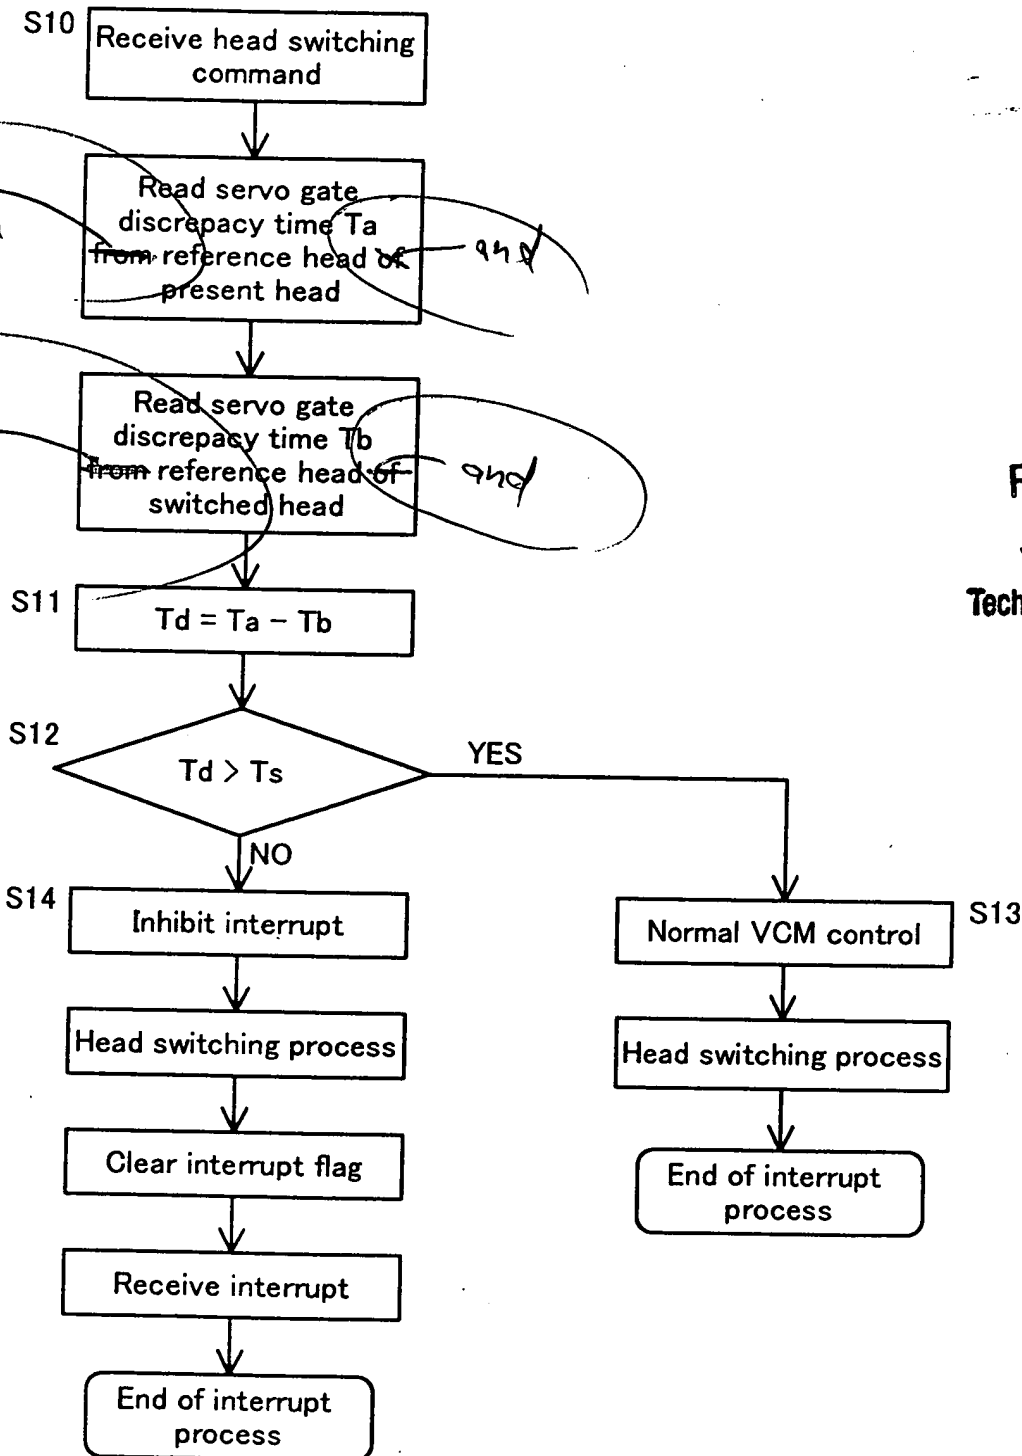 S10
Receive head switching
command
Read servo gate
discrepacy time Ta
from reference head of
present head
and
Read servo gate
discrepacy time Tb
from reference head of
switched head
and
Tech
S11
Td = Ta − Tb
S12
Td > Ts
YES
NO
S14
Inhibit interrupt
Normal VCM control
S13
Head switching process
Head switching process
Clear interrupt flag
End of interrupt
process
Receive interrupt
End of interrupt
process